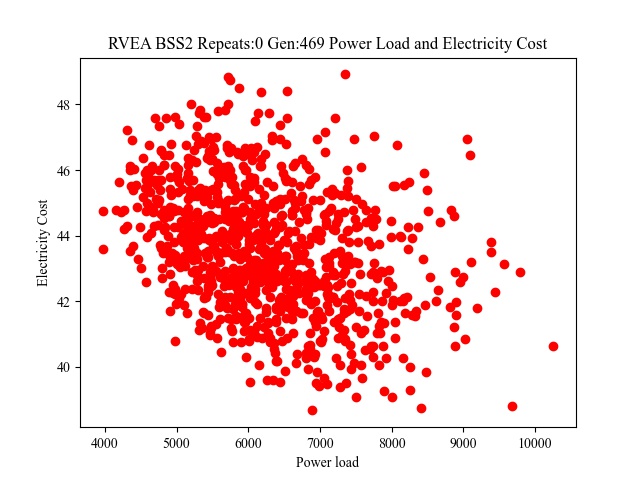 RVEA BSS2 Repeats:0 Gen:469 Power Load and Electricity Cost
48
46
44
42
40
Electricity Cost
4000 5000 6000 7000 8000 9000 10000
Power load